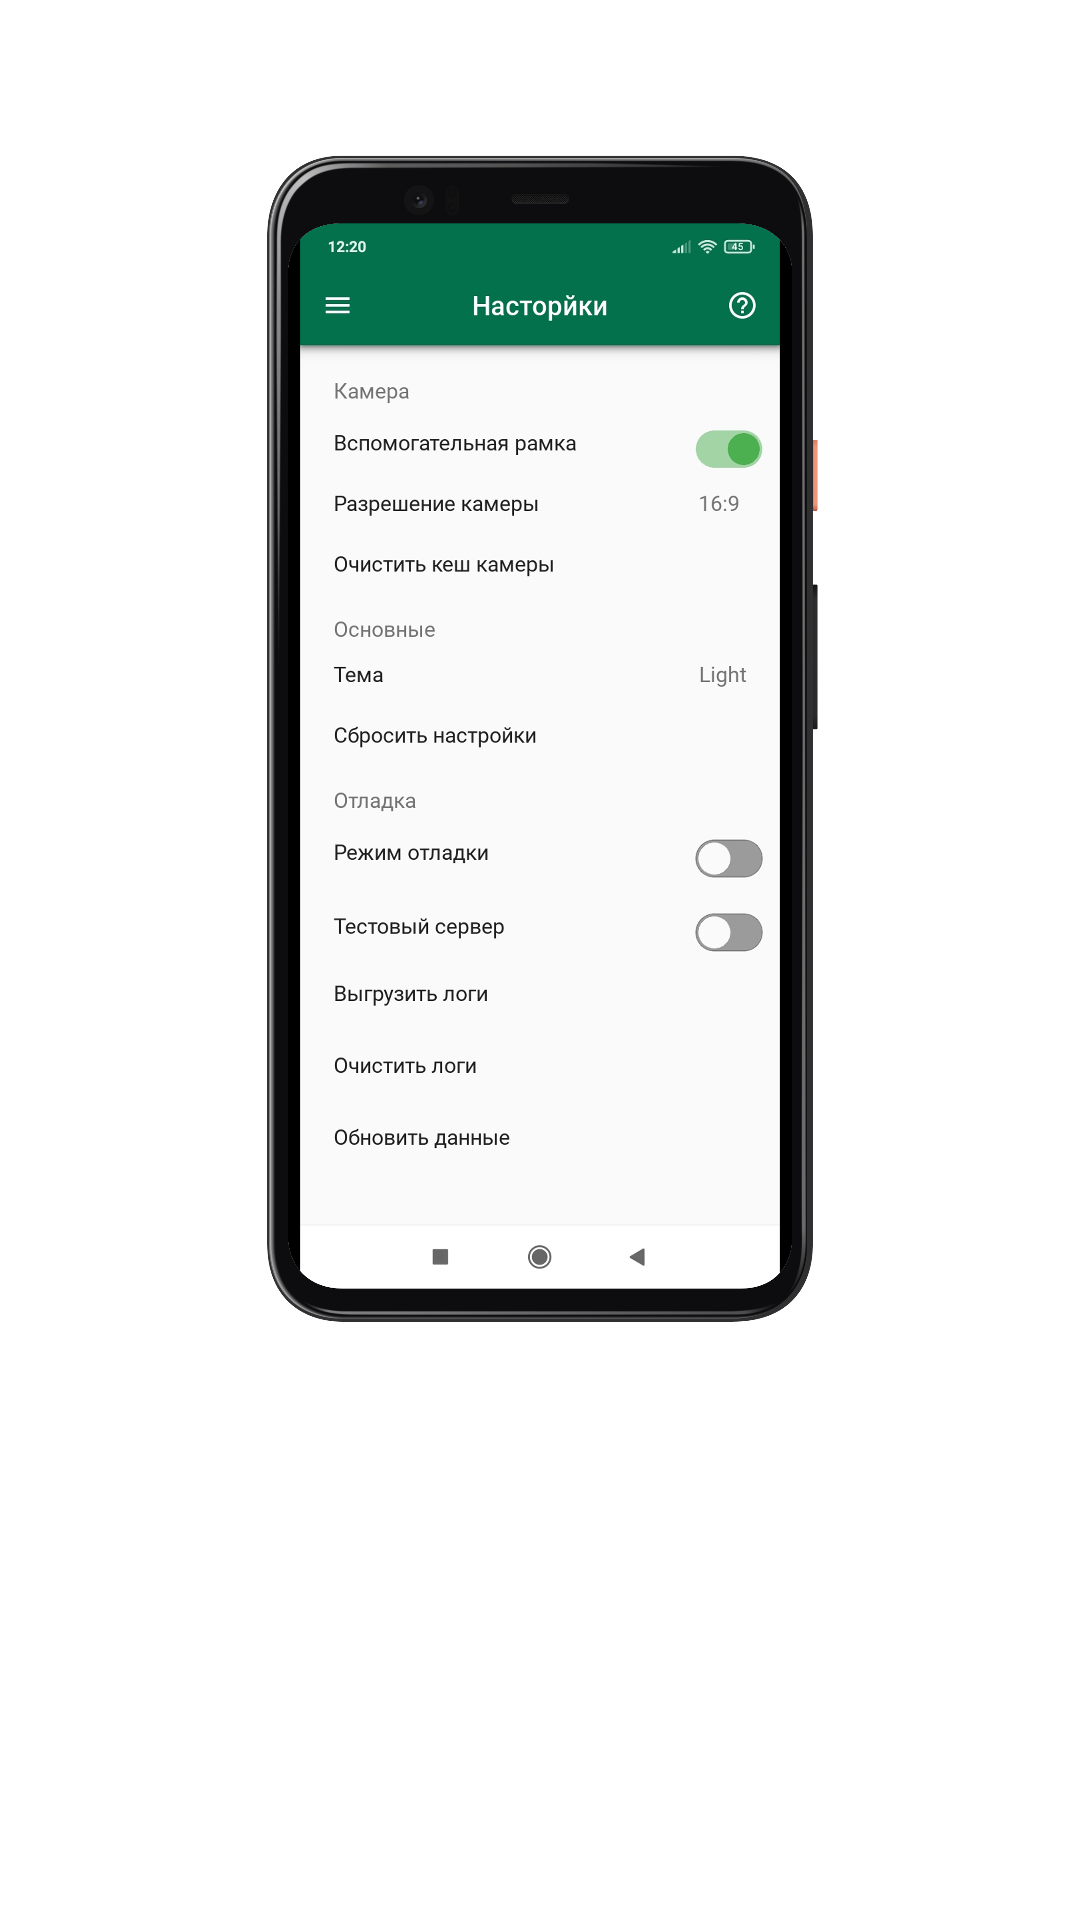 12:20
45
Насторйки
Камера
Вспомогательная рамка
Разрешение камеры 16:9
Очистить кеш камеры
Основные
Тема Light
Сбросить настройки
Отладка
Режим отладки
Тестовый сервер
Выгрузить логи
Очистить логи
Обновить данные